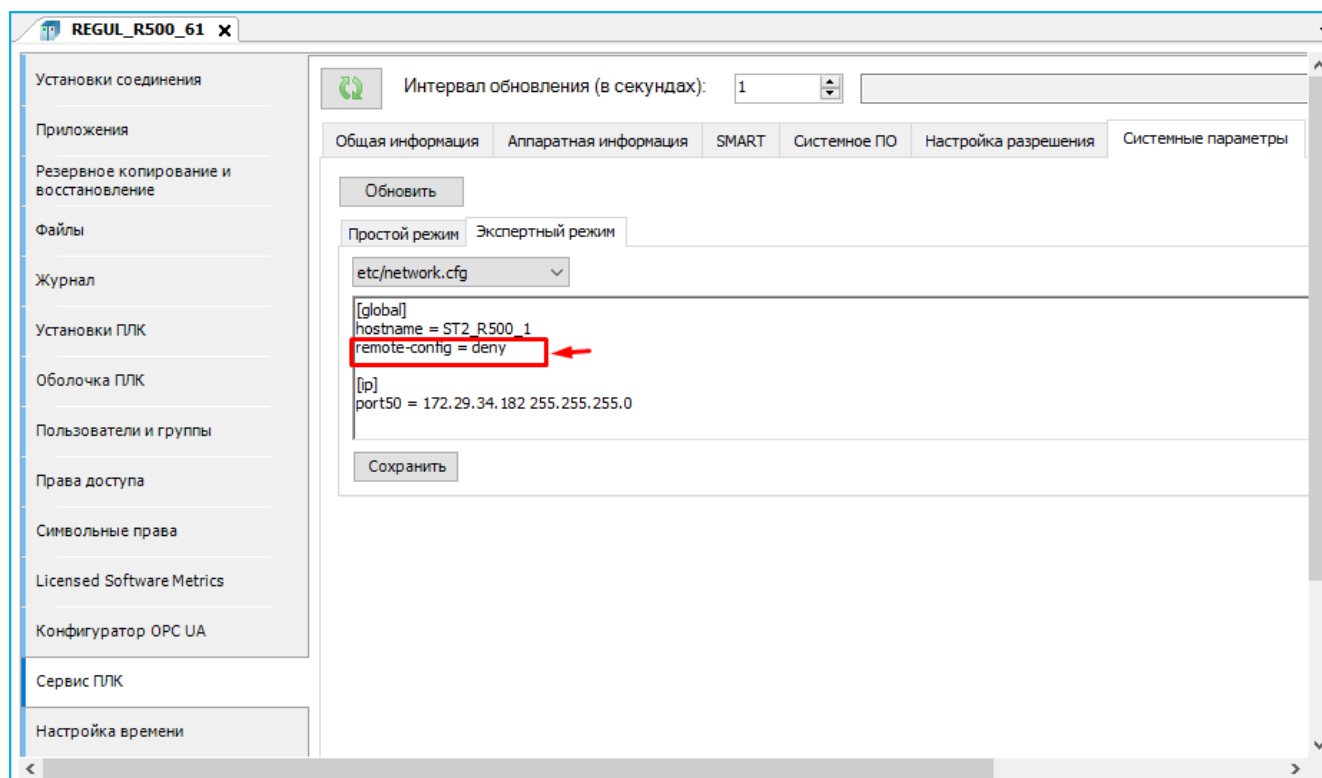 REGUL_R500_61 x
Установки соединения
Приложения
Резервное копирование и
восстановление
Файлы
Журнал
Установки ПЛК
Оболочка ПЛК
Пользователи и группы
Права доступа
Символьные права
Licensed Software Metrics
Конфигуратор OPC UA
Сервис ПЛК
Настройка времени
Интервал обновления (в секундах): 1
Общая информация Аппаратная информация SMART Системное ПО Настройка разрешения Системные параметры
Обновить
Простой режим Экспертный режим
etc/network.cfg
[global]
hostname = ST2_R500_1
remote-config = deny
[ip]
port50 = 172.29.34.182 255.255.255.0
Сохранить